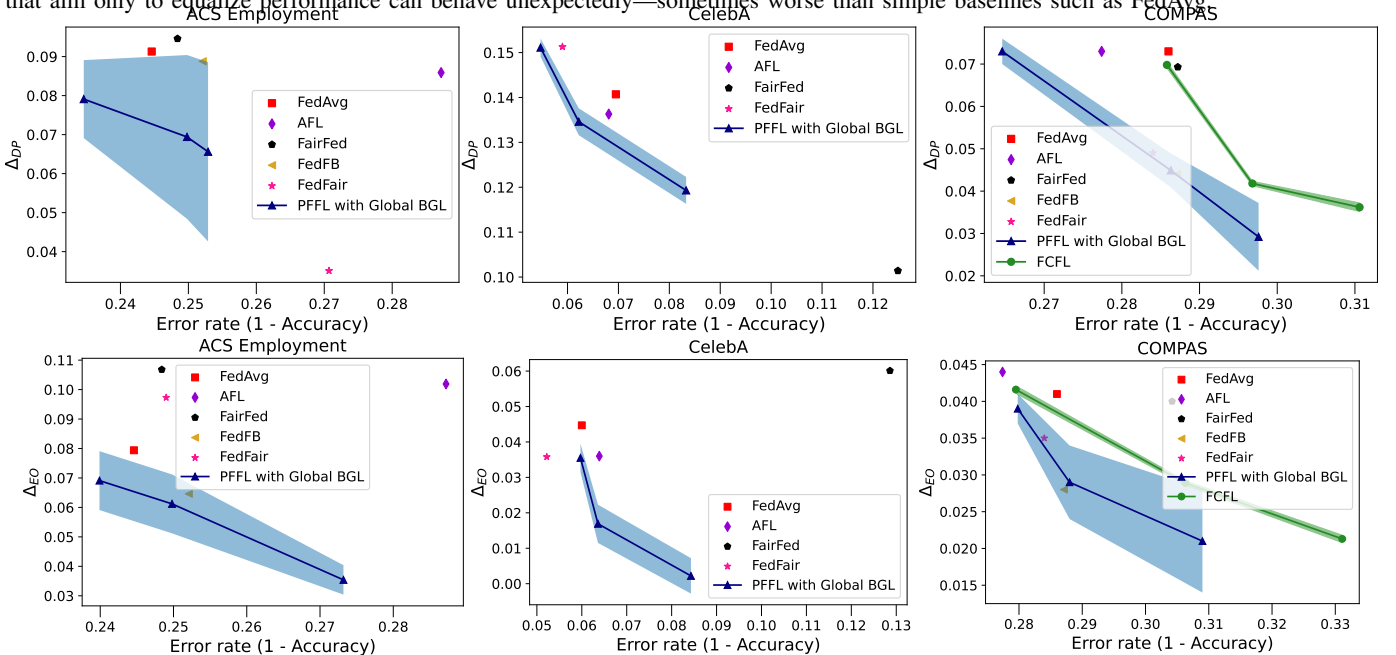 that aim only to equalize performance can behave unexpectedly—sometimes worse than simple baselines such as FedAvg.
ACS Employment
0.09
0.08
0.07
0.06
0.05
0.04
Δ_DP
FedAvg
AFL
FairFed
FedFB
FedFair
PFFL with Global BGL
0.24 0.25 0.26 0.27 0.28
Error rate (1 - Accuracy)
CelebA
0.15
0.14
0.13
0.12
0.11
0.10
Δ_DP
FedAvg
AFL
FairFed
FedFair
PFFL with Global BGL
0.06 0.07 0.08 0.09 0.10 0.11 0.12
Error rate (1 - Accuracy)
COMPAS
0.07
0.06
0.05
0.04
0.03
0.02
Δ_DP
FedAvg
AFL
FairFed
FedFB
FedFair
PFFL with Global BGL
FCFL
0.27 0.28 0.29 0.30 0.31
Error rate (1 - Accuracy)
ACS Employment
0.11
0.10
0.09
0.08
0.07
0.06
0.05
0.04
0.03
Δ_EO
FedAvg
AFL
FairFed
FedFB
FedFair
PFFL with Global BGL
0.24 0.25 0.26 0.27 0.28
Error rate (1 - Accuracy)
CelebA
0.06
0.05
0.04
0.03
0.02
0.01
0.00
Δ_EO
FedAvg
AFL
FairFed
FedFair
PFFL with Global BGL
0.05 0.06 0.07 0.08 0.09 0.10 0.11 0.12 0.13
Error rate (1 - Accuracy)
COMPAS
0.045
0.040
0.035
0.030
0.025
0.020
0.015
Δ_EO
FedAvg
AFL
FairFed
FedFB
FedFair
PFFL with Global BGL
FCFL
0.28 0.29 0.30 0.31 0.32 0.33
Error rate (1 - Accuracy)